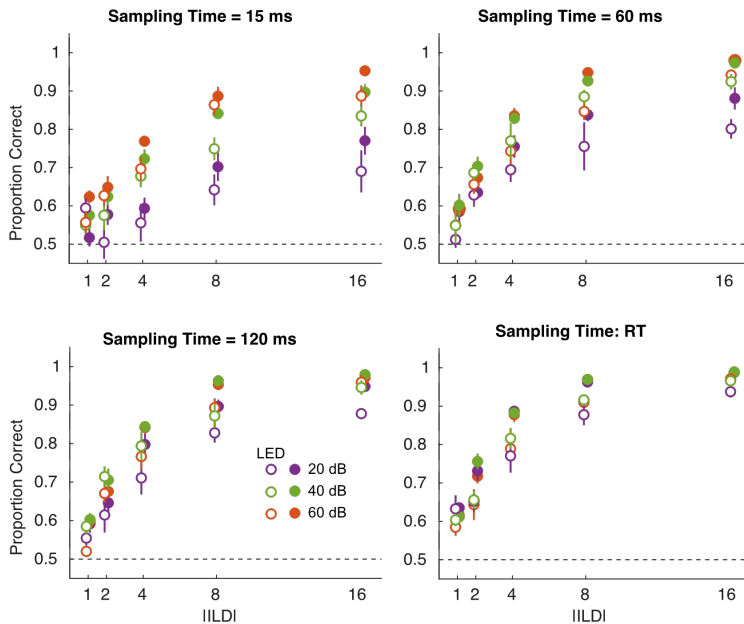 Sampling Time = 15 ms
Sampling Time = 60 ms
Proportion Correct
1
0.9
0.8
0.7
0.6
0.5
1 2 4 8 16
1
0.9
0.8
0.7
0.6
0.5
1 2 4 8 16
Sampling Time = 120 ms
Sampling Time: RT
Proportion Correct
1
0.9
0.8
0.7
0.6
0.5
LED
20 dB
40 dB
60 dB
1 2 4 8 16
|ILD|
1
0.9
0.8
0.7
0.6
0.5
1 2 4 8 16
|ILD|